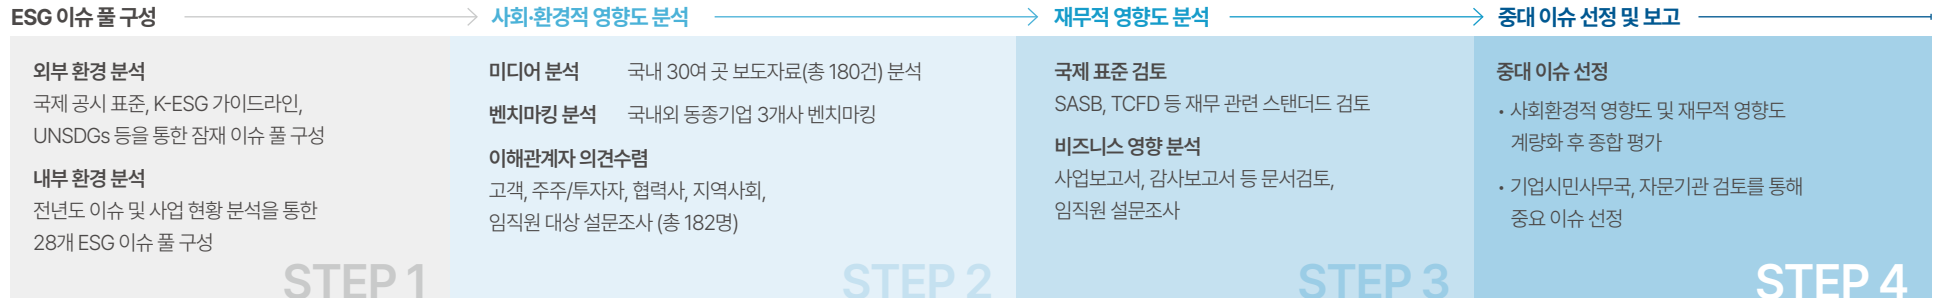 ESG 이슈 풀 구성
외부 환경 분석
국제 공시 표준, K-ESG 가이드라인,
UNSDGs 등을 통한 잠재 이슈 풀 구성
내부 환경 분석
전년도 이슈 및 사업 현황 분석을 통한
28개 ESG 이슈 풀 구성
STEP 1
사회·환경적 영향도 분석
미디어 분석 국내 30여 곳 보도자료(총 180건) 분석
벤치마킹 분석 국내외 동종기업 3개사 벤치마킹
이해관계자 의견수렴
고객, 주주/투자자, 협력사, 지역사회,
임직원 대상 설문조사 (총 182명)
STEP 2
재무적 영향도 분석
국제 표준 검토
SASB, TCFD 등 재무 관련 스탠더드 검토
비즈니스 영향 분석
사업보고서, 감사보고서 등 문서검토,
임직원 설문조사
STEP 3
중대 이슈 선정 및 보고
중대 이슈 선정
• 사회환경적 영향도 및 재무적 영향도
계량화 후 종합 평가
• 기업시민사무국, 자문기관 검토를 통해
중요 이슈 선정
STEP 4